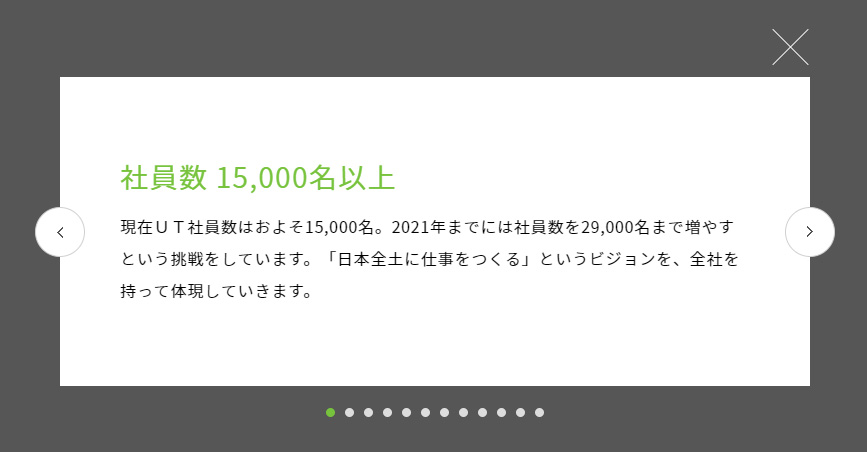 社員数 15,000名以上
現在ＵＴ社員数はおよそ15,000名。2021年までには社員数を29,000名まで増やす
という挑戦をしています。「日本全土に仕事をつくる」というビジョンを、全社を
持って体現していきます。